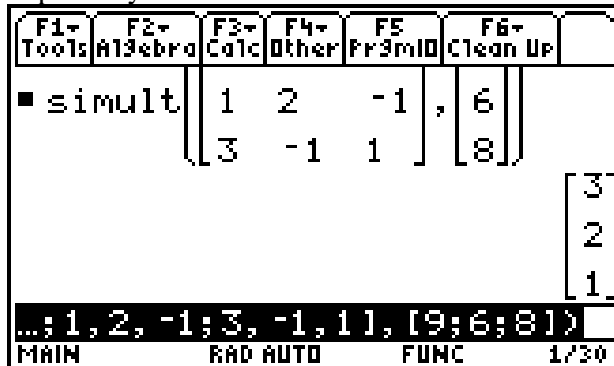 F1 F2 F3 F4 F5 F6
Tools Algebra Calc Other PrgmIO Clean Up
simult([1 2 -1], [6])
3 -1 1 8
3
2
1
…;1,2,-1;3,-1,1],[9;6;8])
MAIN RAD AUTO FUNC 1/30